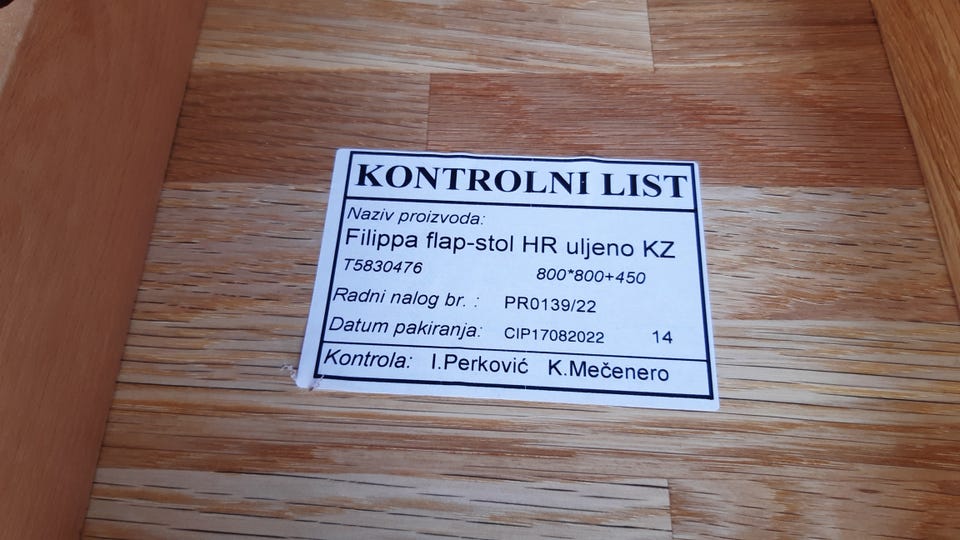 KONTROLNI LIST
Naziv proizvoda:
Filippa flap-stol HR uljeno KZ
T5830476 800*800+450
Radni nalog br. : PR0139/22
Datum pakiranja: CIP17082022 14
Kontrola: I.Perković K.Mečenero